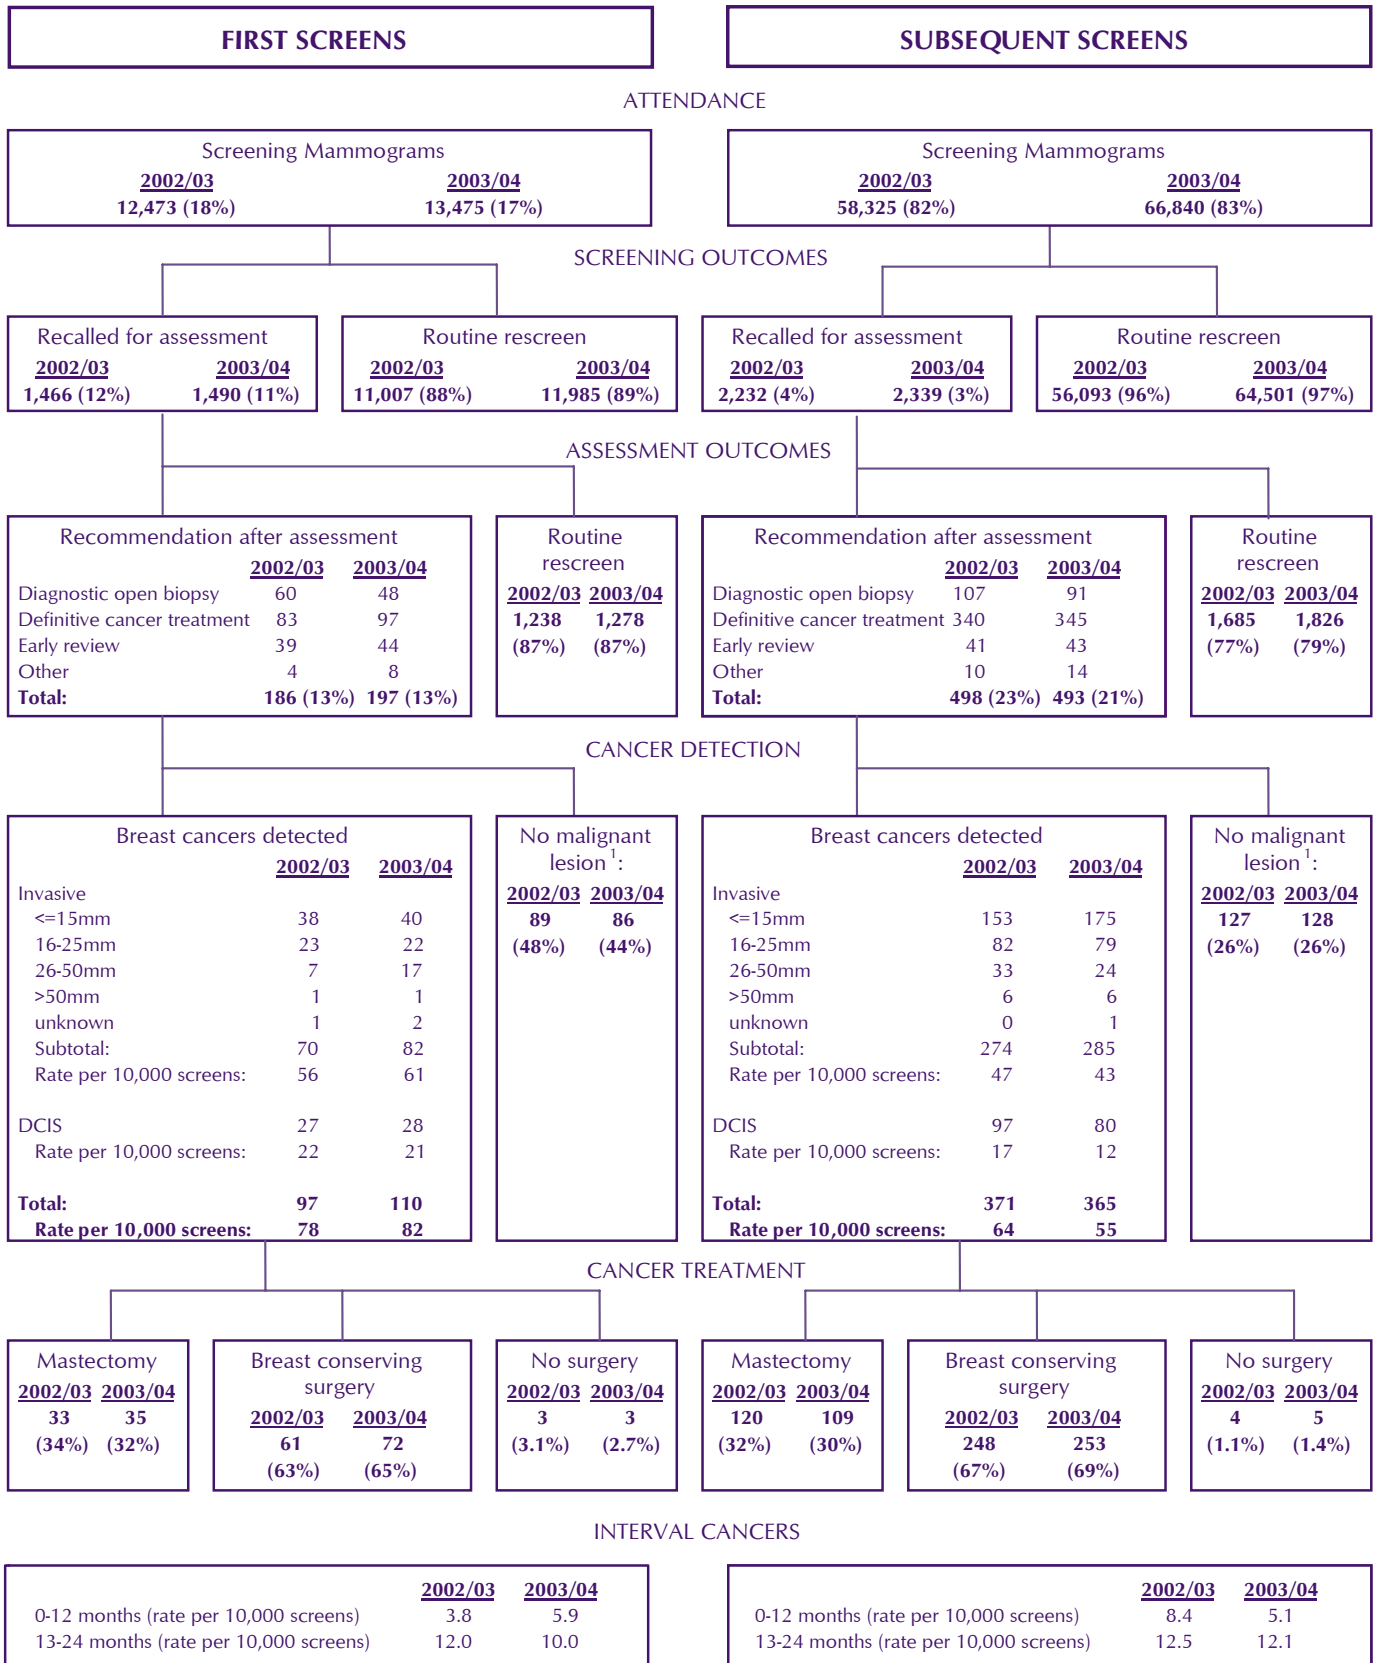 FIRST SCREENS
SUBSEQUENT SCREENS
ATTENDANCE
Screening Mammograms
2002/03 2003/04
12,473 (18%) 13,475 (17%)
Screening Mammograms
2002/03 2003/04
58,325 (82%) 66,840 (83%)
SCREENING OUTCOMES
Recalled for assessment
2002/03 2003/04
1,466 (12%) 1,490 (11%)
Routine rescreen
2002/03 2003/04
11,007 (88%) 11,985 (89%)
Recalled for assessment
2002/03 2003/04
2,232 (4%) 2,339 (3%)
Routine rescreen
2002/03 2003/04
56,093 (96%) 64,501 (97%)
ASSESSMENT OUTCOMES
Recommendation after assessment
2002/03 2003/04
Diagnostic open biopsy 60 48
Definitive cancer treatment 83 97
Early review 39 44
Other 4 8
Total: 186 (13%) 197 (13%)
Routine
rescreen
2002/03 2003/04
1,238 1,278
(87%) (87%)
Recommendation after assessment
2002/03 2003/04
Diagnostic open biopsy 107 91
Definitive cancer treatment 340 345
Early review 41 43
Other 10 14
Total: 498 (23%) 493 (21%)
Routine
rescreen
2002/03 2003/04
1,685 1,826
(77%) (79%)
CANCER DETECTION
Breast cancers detected
2002/03 2003/04
Invasive
<=15mm 38 40
16-25mm 23 22
26-50mm 7 17
>50mm 1 1
unknown 1 2
Subtotal: 70 82
Rate per 10,000 screens: 56 61
DCIS 27 28
Rate per 10,000 screens: 22 21
Total: 97 110
Rate per 10,000 screens: 78 82
No malignant
lesion 1:
2002/03 2003/04
89 86
(48%) (44%)
Breast cancers detected
2002/03 2003/04
Invasive
<=15mm 153 175
16-25mm 82 79
26-50mm 33 24
>50mm 6 6
unknown 0 1
Subtotal: 274 285
Rate per 10,000 screens: 47 43
DCIS 97 80
Rate per 10,000 screens: 17 12
Total: 371 365
Rate per 10,000 screens: 64 55
No malignant
lesion 1:
2002/03 2003/04
127 128
(26%) (26%)
CANCER TREATMENT
Mastectomy
2002/03 2003/04
33 35
(34%) (32%)
Breast conserving
surgery
2002/03 2003/04
61 72
(63%) (65%)
No surgery
2002/03 2003/04
3 3
(3.1%) (2.7%)
Mastectomy
2002/03 2003/04
120 109
(32%) (30%)
Breast conserving
surgery
2002/03 2003/04
248 253
(67%) (69%)
No surgery
2002/03 2003/04
4 5
(1.1%) (1.4%)
INTERVAL CANCERS
2002/03 2003/04
0-12 months (rate per 10,000 screens) 3.8 5.9
13-24 months (rate per 10,000 screens) 12.0 10.0
2002/03 2003/04
0-12 months (rate per 10,000 screens) 8.4 5.1
13-24 months (rate per 10,000 screens) 12.5 12.1